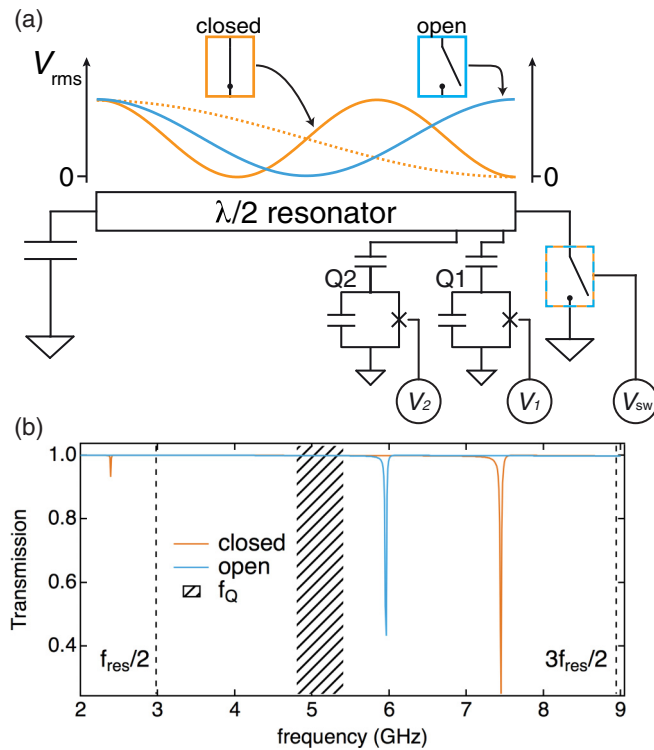 (a)
closed
open
Vrms
0
0
λ/2 resonator
Q2
Q1
V2
V1
Vsw
(b)
1.0
0.8
0.6
0.4
Transmission
closed
open
fQ
fres/2
3fres/2
2 3 4 5 6 7 8 9
frequency (GHz)